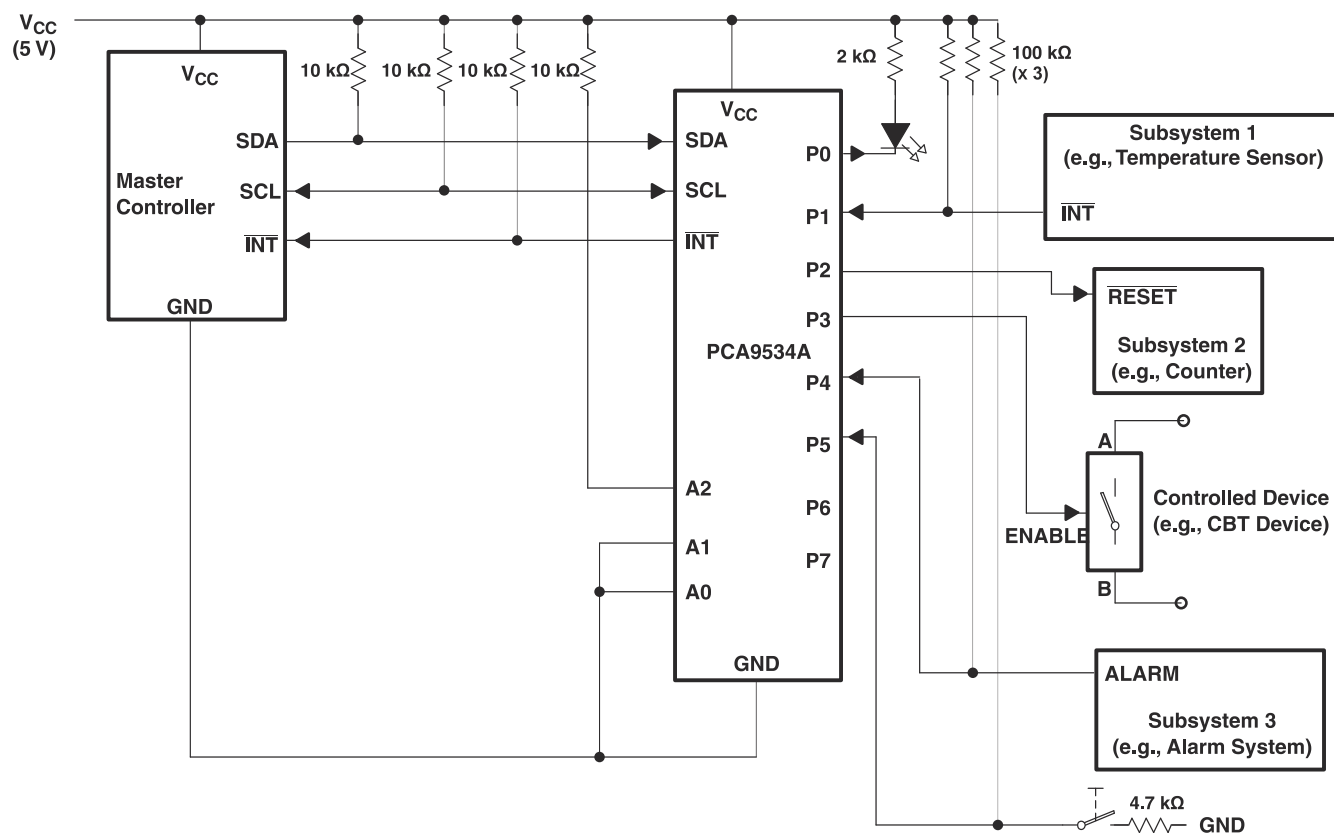 VCC
(5 V)
VCC
SDA
SCL
INT
Master
Controller
GND
10 kΩ
10 kΩ
10 kΩ
10 kΩ
VCC
SDA
SCL
INT
PCA9534A
A2
A1
A0
GND
P0
P1
P2
P3
P4
P5
P6
P7
2 kΩ
100 kΩ
(x 3)
Subsystem 1
(e.g., Temperature Sensor)
INT
RESET
Subsystem 2
(e.g., Counter)
A
ENABLE
B
Controlled Device
(e.g., CBT Device)
ALARM
Subsystem 3
(e.g., Alarm System)
4.7 kΩ
GND